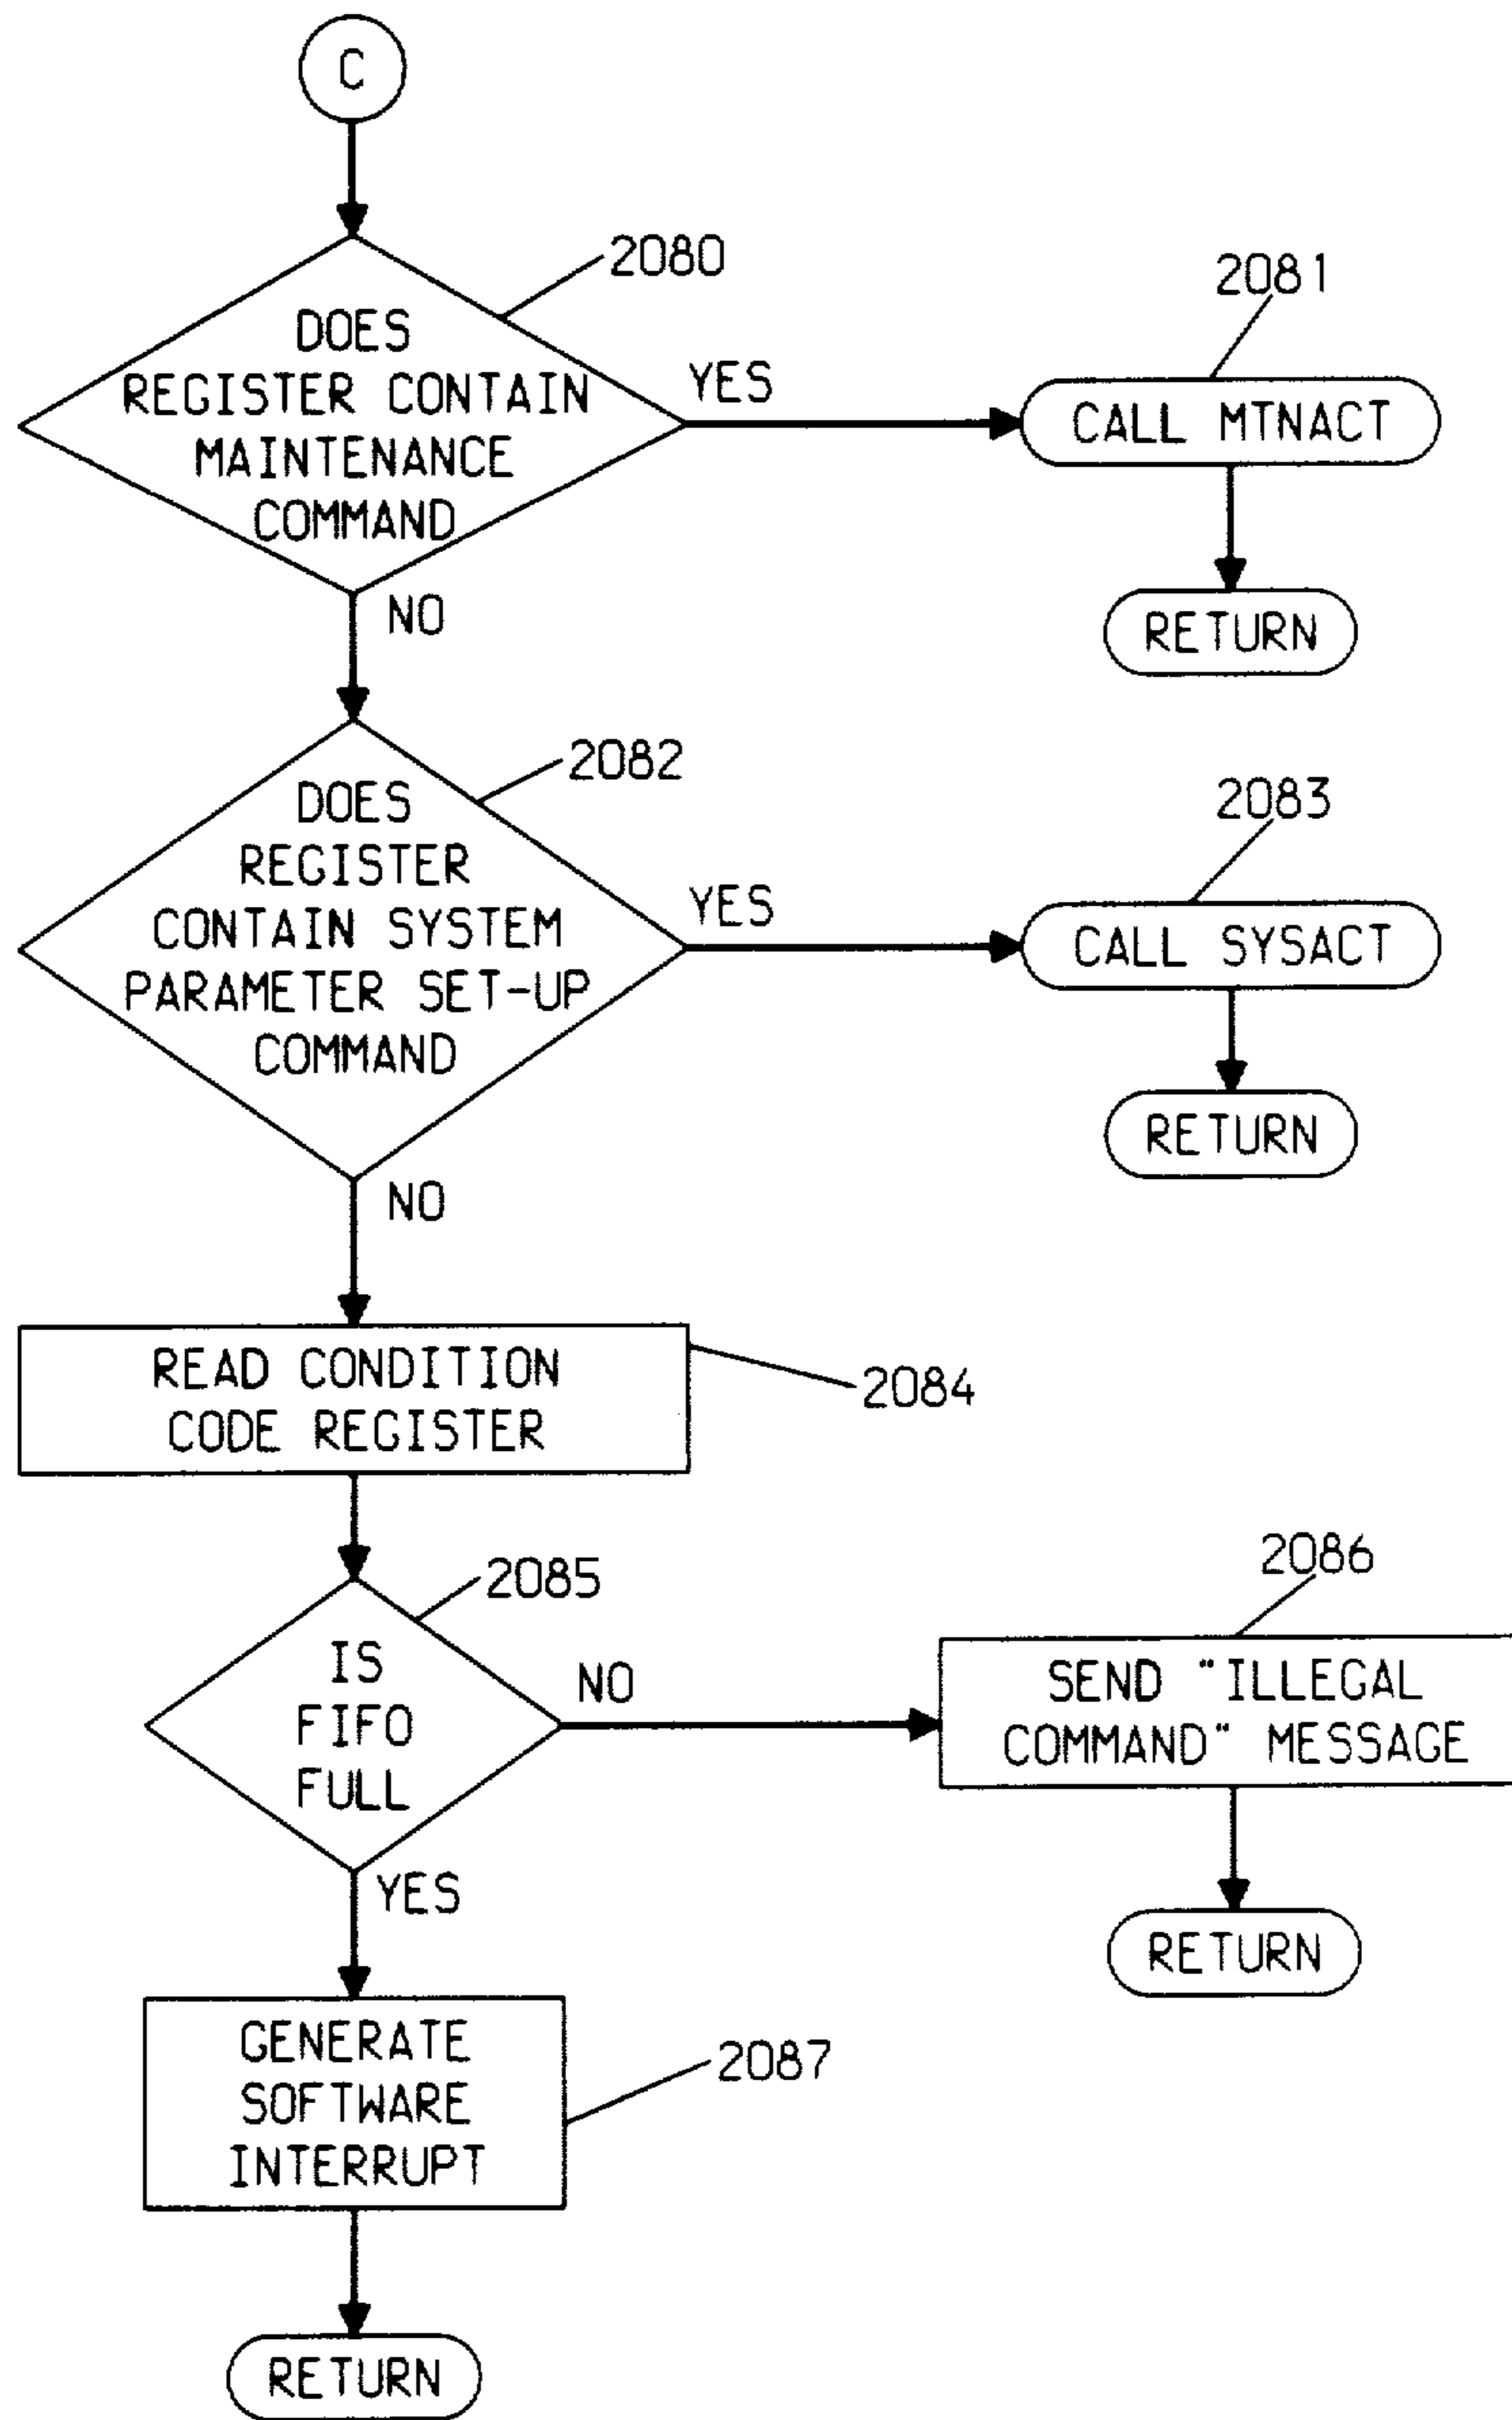 C
2080
DOES
REGISTER CONTAIN
MAINTENANCE
COMMAND
YES
2081
CALL MTNACT
RETURN
NO
2082
DOES
REGISTER
CONTAIN SYSTEM
PARAMETER SET-UP
COMMAND
YES
2083
CALL SYSACT
RETURN
NO
READ CONDITION
CODE REGISTER
2084
2085
IS
FIFO
FULL
NO
2086
SEND "ILLEGAL
COMMAND" MESSAGE
RETURN
YES
GENERATE
SOFTWARE
INTERRUPT
2087
RETURN